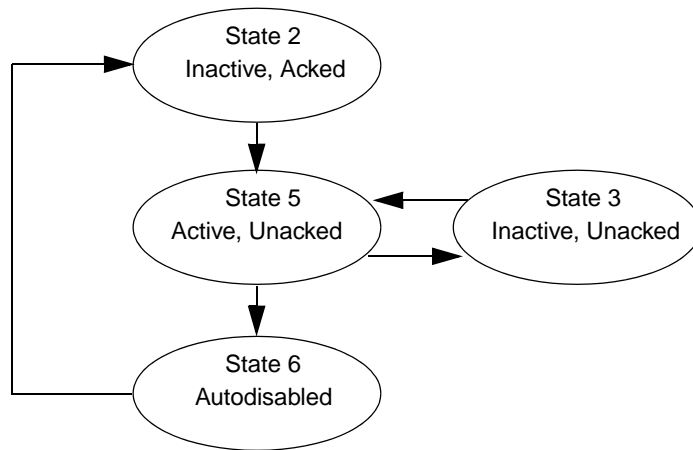 State 2
Inactive, Acked
State 5
Active, Unacked
State 3
Inactive, Unacked
State 6
Autodisabled